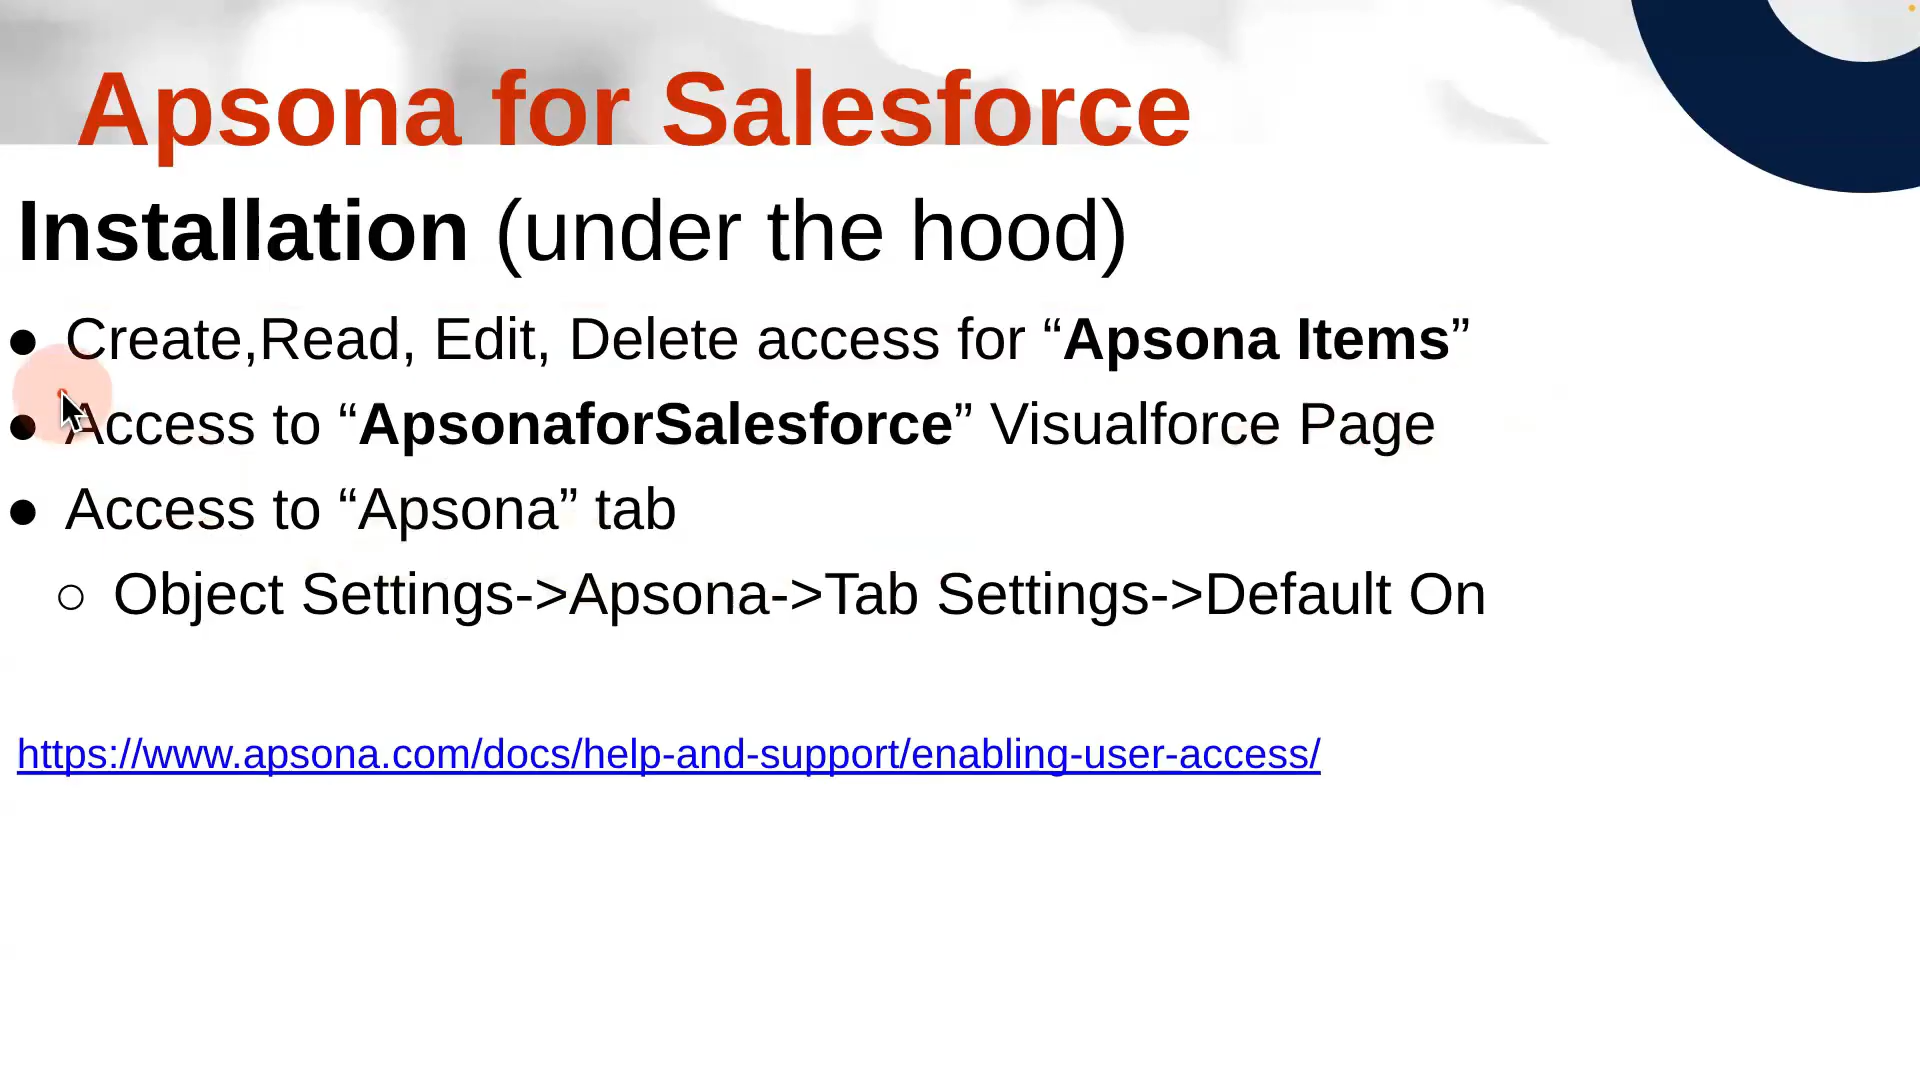 Apsona for Salesforce
Installation (under the hood)
● Create,Read, Edit, Delete access for “Apsona Items”
● Access to “ApsonaforSalesforce” Visualforce Page
● Access to “Apsona” tab
○ Object Settings->Apsona->Tab Settings->Default On
https://www.apsona.com/docs/help-and-support/enabling-user-access/